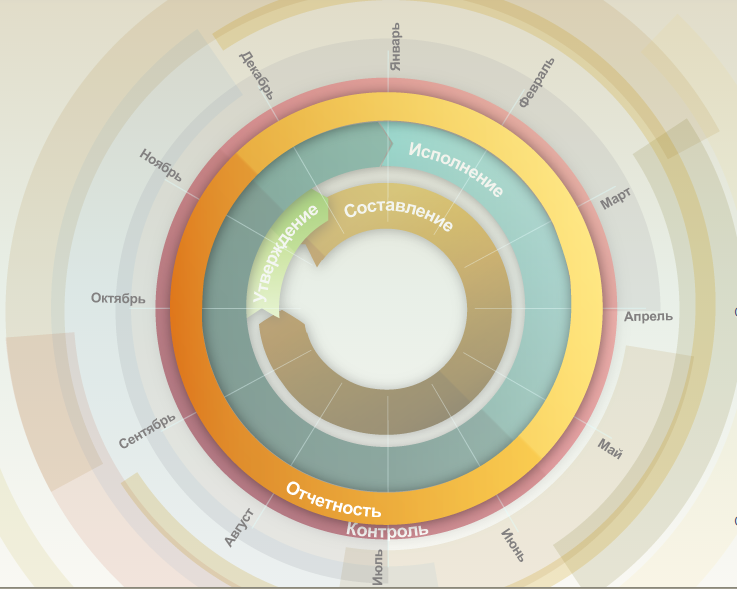 Январь
Февраль
Март
Апрель
Май
Июнь
Июль
Август
Сентябрь
Октябрь
Ноябрь
Декабрь
Исполнение
Составление
Утверждение
Отчетность
Контроль